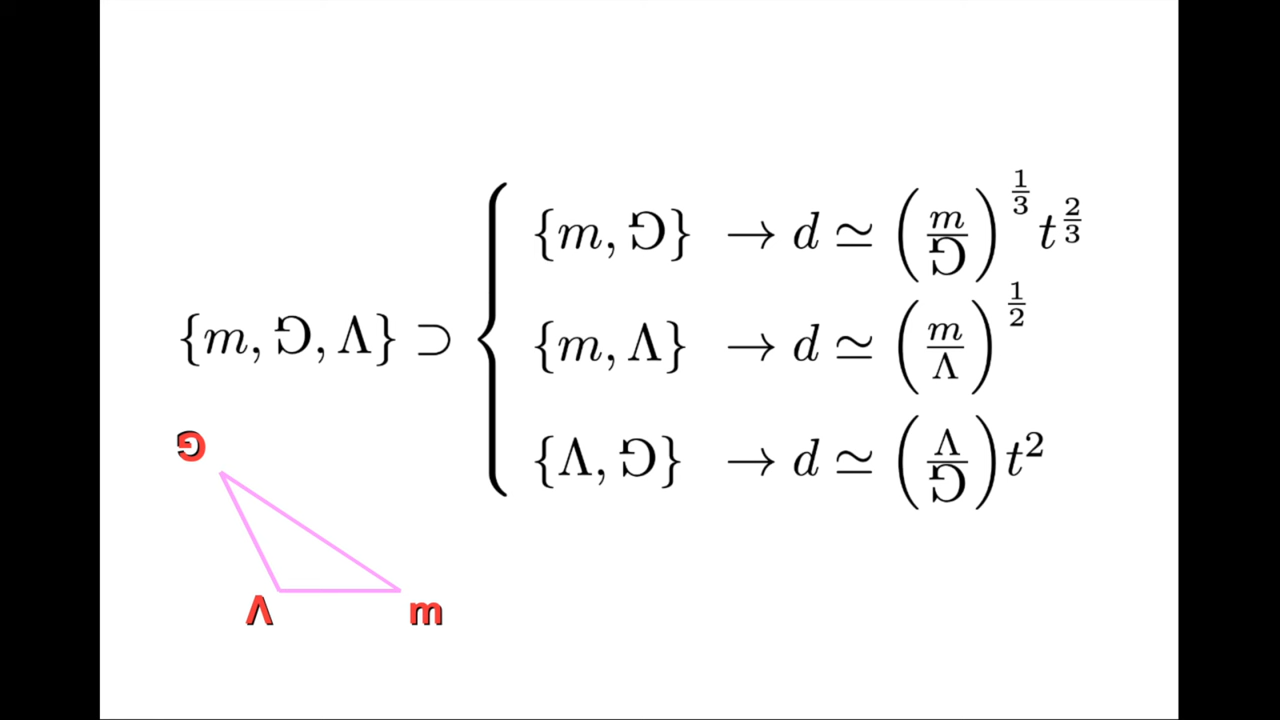 {m, ⅁, Λ} ⊃
{m, ⅁} → d ≃ (m/⅁)^{1/3} t^{2/3}
{m, Λ} → d ≃ (m/Λ)^{1/2}
{Λ, ⅁} → d ≃ (Λ/⅁) t^2
⅁
Λ
m